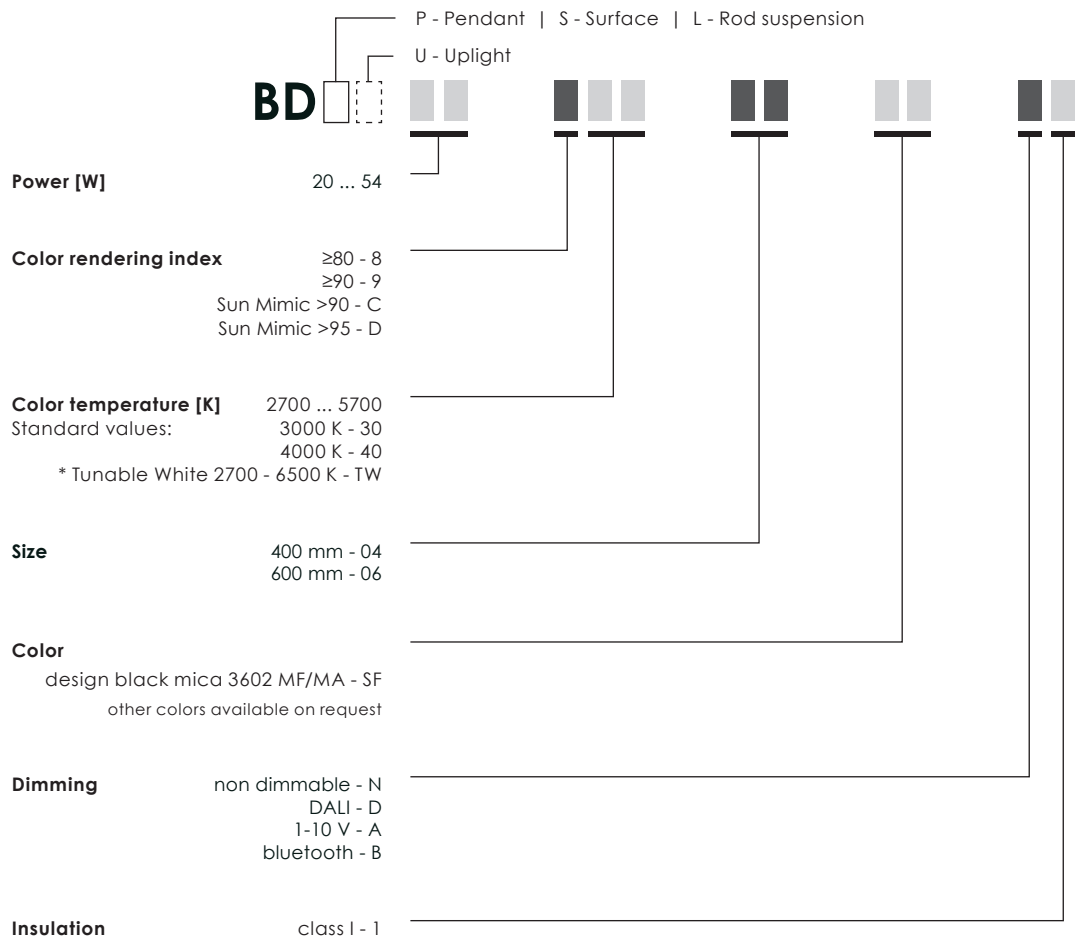 P - Pendant | S - Surface | L - Rod suspension
U - Uplight
BD
Power [W] 20 ... 54
Color rendering index ≥80 - 8
≥90 - 9
Sun Mimic >90 - C
Sun Mimic >95 - D
Color temperature [K] 2700 ... 5700
Standard values: 3000 K - 30
4000 K - 40
* Tunable White 2700 - 6500 K - TW
Size 400 mm - 04
600 mm - 06
Color
design black mica 3602 MF/MA - SF
other colors available on request
Dimming non dimmable - N
DALI - D
1-10 V - A
bluetooth - B
Insulation class I - 1